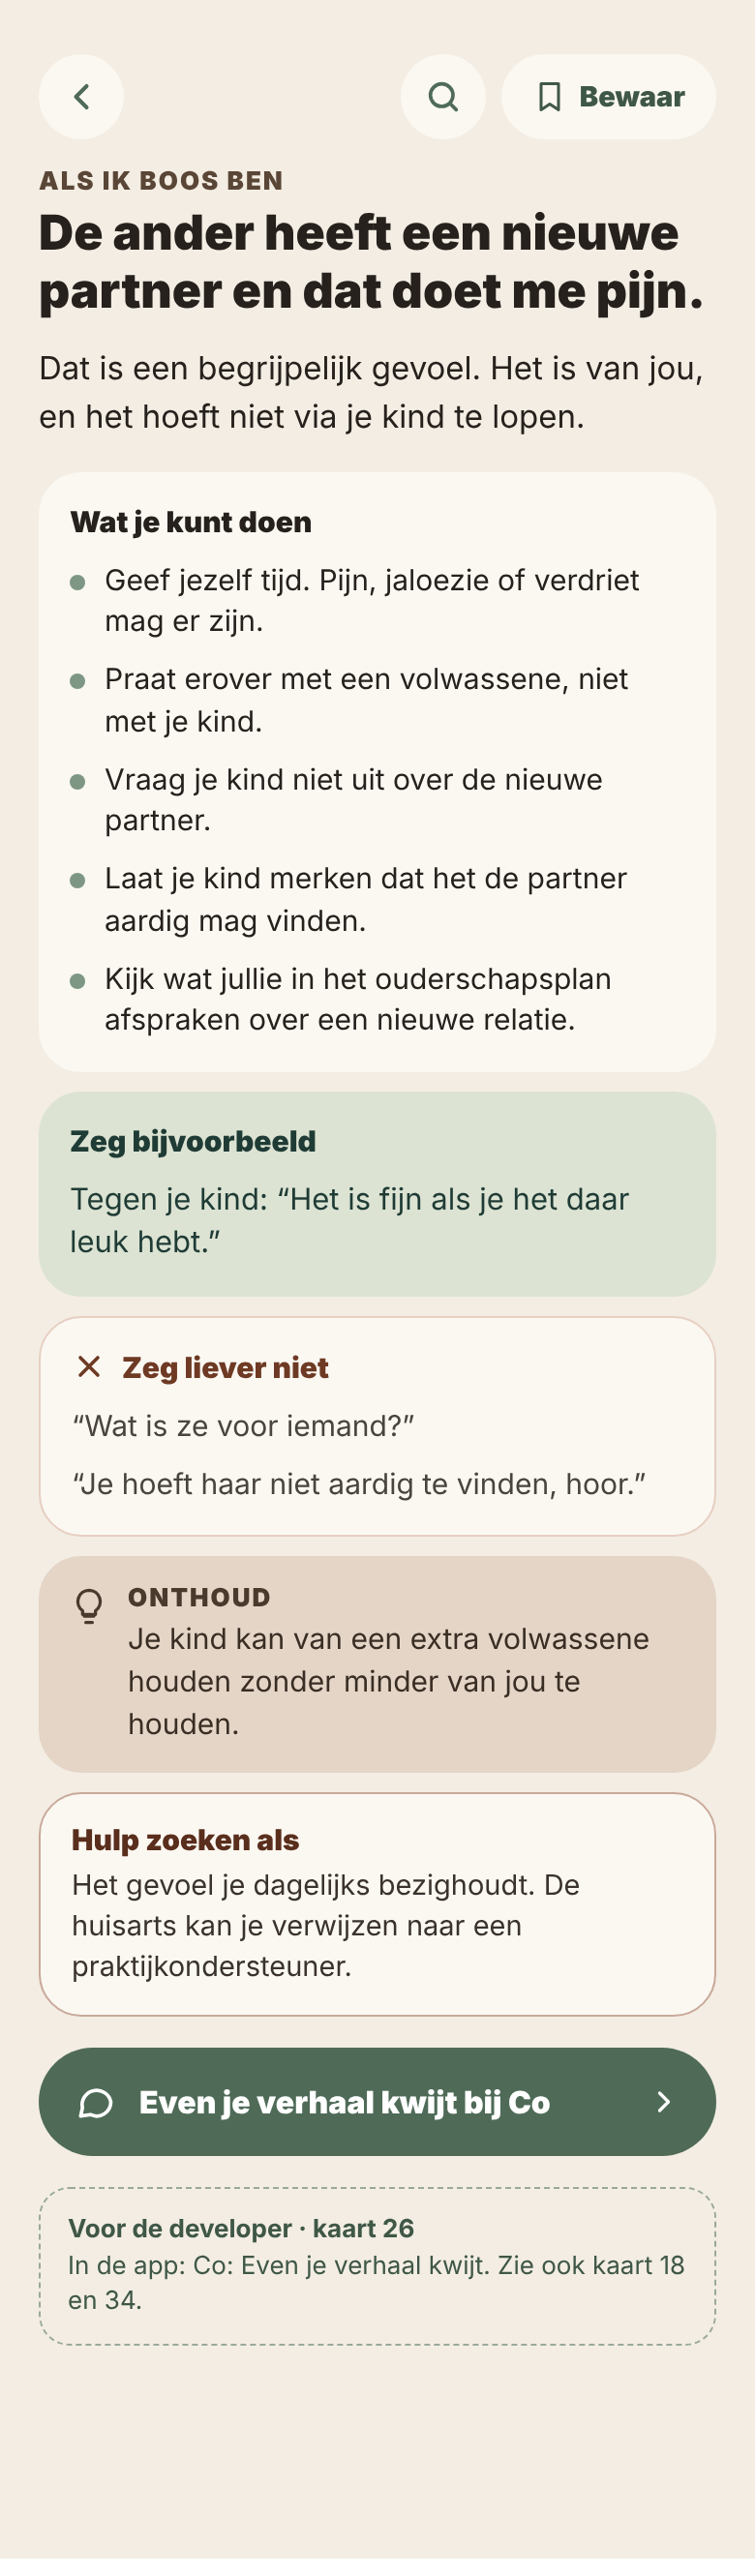 Bewaar
ALS IK BOOS BEN
De ander heeft een nieuwe
partner en dat doet me pijn.
Dat is een begrijpelijk gevoel. Het is van jou,
en het hoeft niet via je kind te lopen.
Wat je kunt doen
Geef jezelf tijd. Pijn, jaloezie of verdriet
mag er zijn.
Praat erover met een volwassene, niet
met je kind.
Vraag je kind niet uit over de nieuwe
partner.
Laat je kind merken dat het de partner
aardig mag vinden.
Kijk wat jullie in het ouderschapsplan
afspraken over een nieuwe relatie.
Zeg bijvoorbeeld
Tegen je kind: “Het is fijn als je het daar
leuk hebt.”
Zeg liever niet
“Wat is ze voor iemand?”
“Je hoeft haar niet aardig te vinden, hoor.”
ONTHOUD
Je kind kan van een extra volwassene
houden zonder minder van jou te
houden.
Hulp zoeken als
Het gevoel je dagelijks bezighoudt. De
huisarts kan je verwijzen naar een
praktijkondersteuner.
Even je verhaal kwijt bij Co
Voor de developer · kaart 26
In de app: Co: Even je verhaal kwijt. Zie ook kaart 18
en 34.